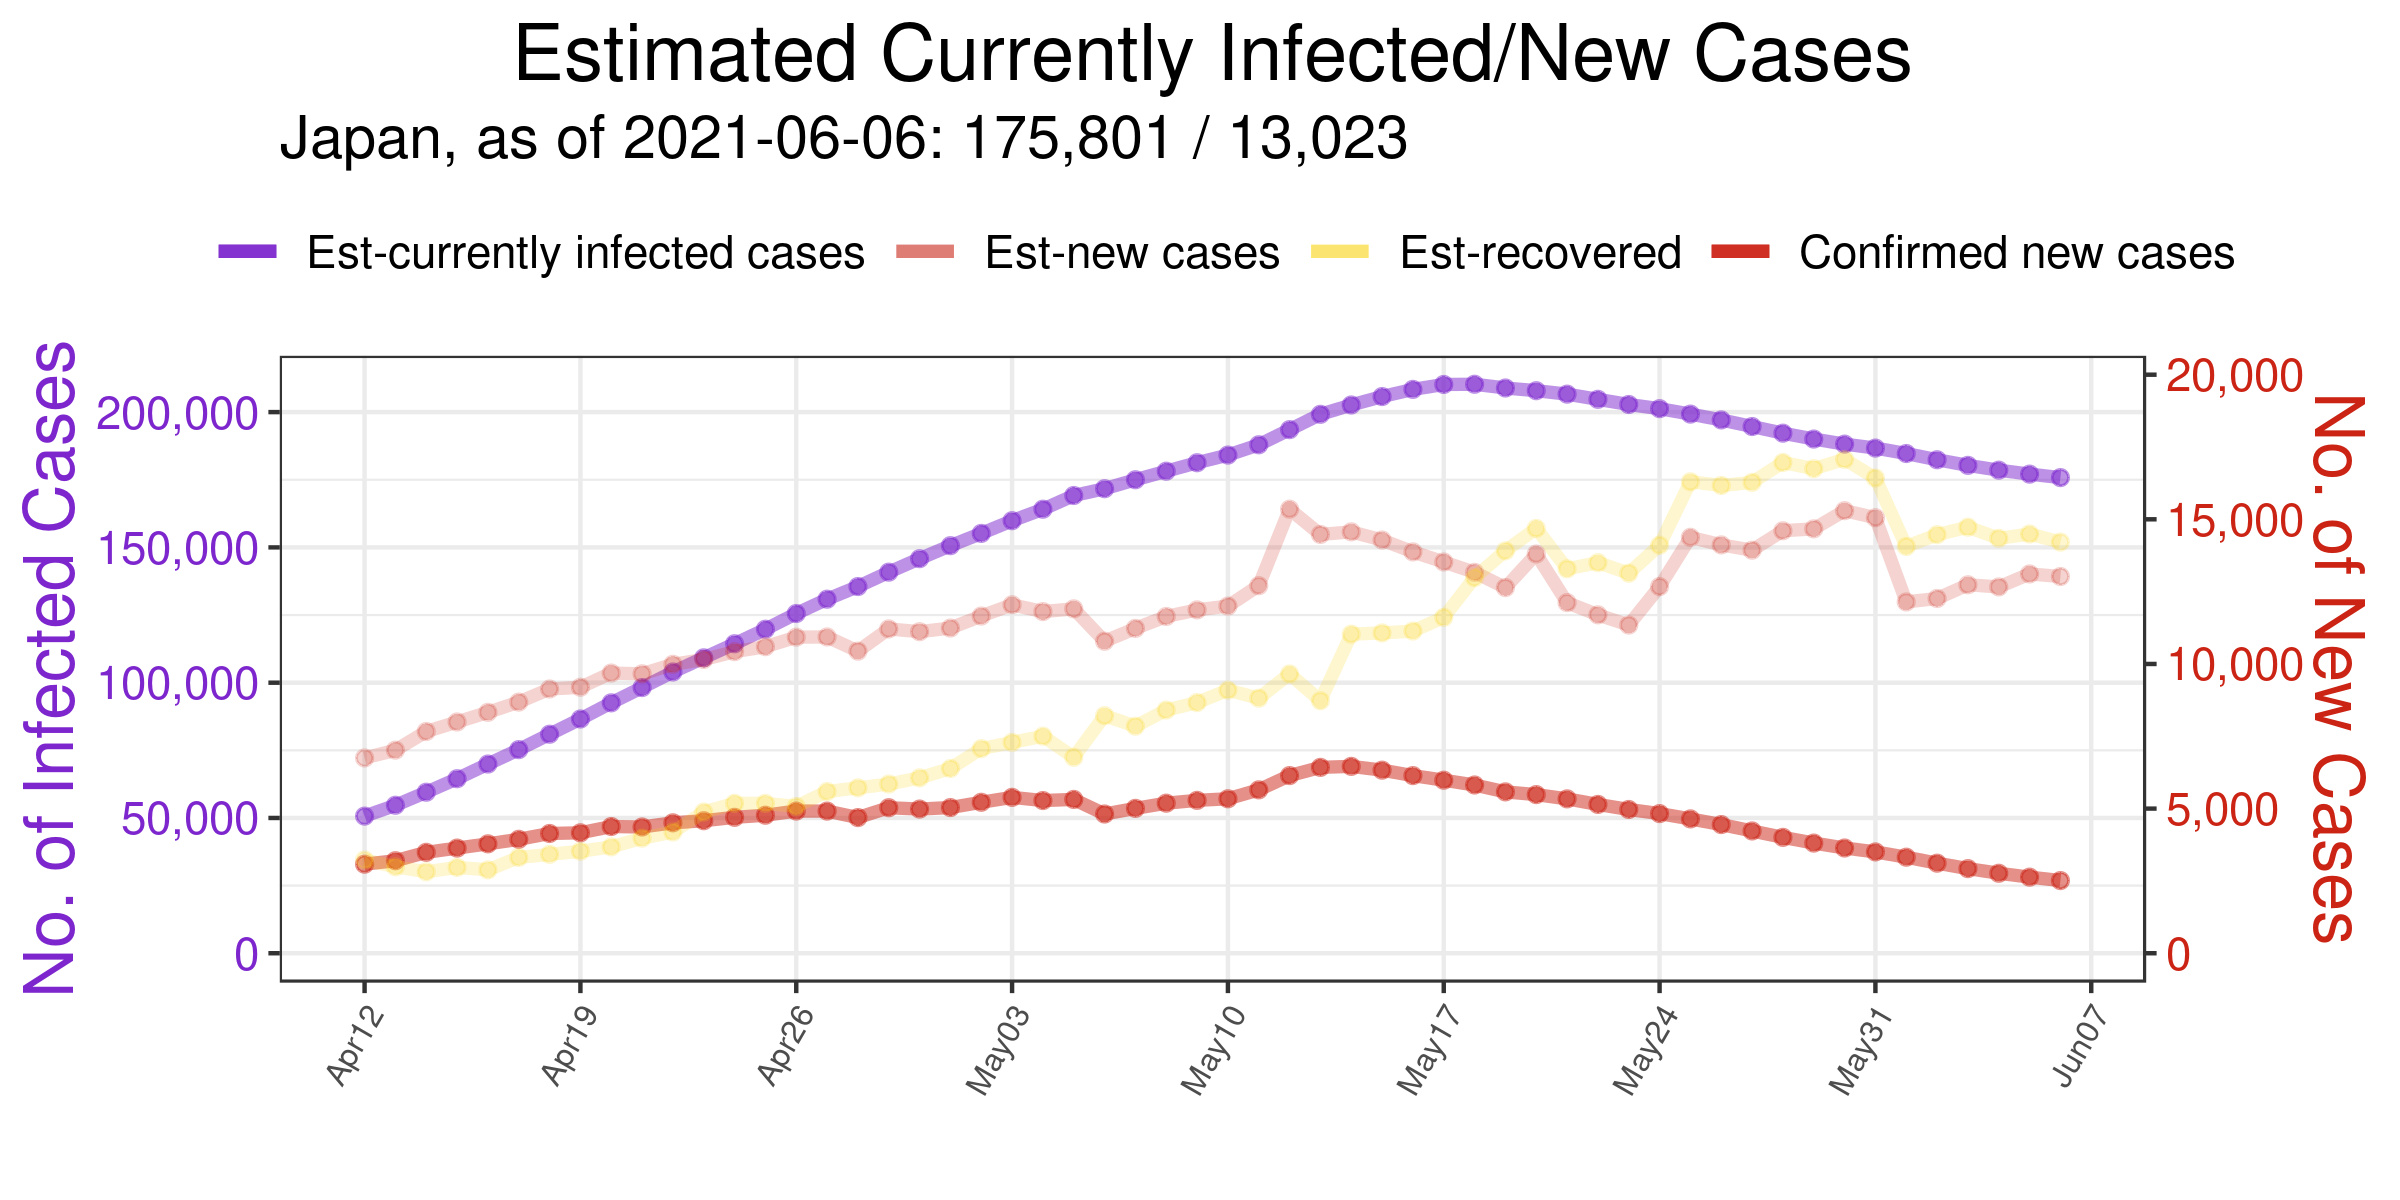 Estimated Currently Infected/New Cases
Japan, as of 2021-06-06: 175,801 / 13,023
Est-currently infected cases Est-new cases Est-recovered Confirmed new cases
No. of Infected Cases
200,000
150,000
100,000
50,000
0
20,000
15,000
10,000
5,000
0
No. of New Cases
Apr12 Apr19 Apr26 May03 May10 May17 May24 May31 Jun07